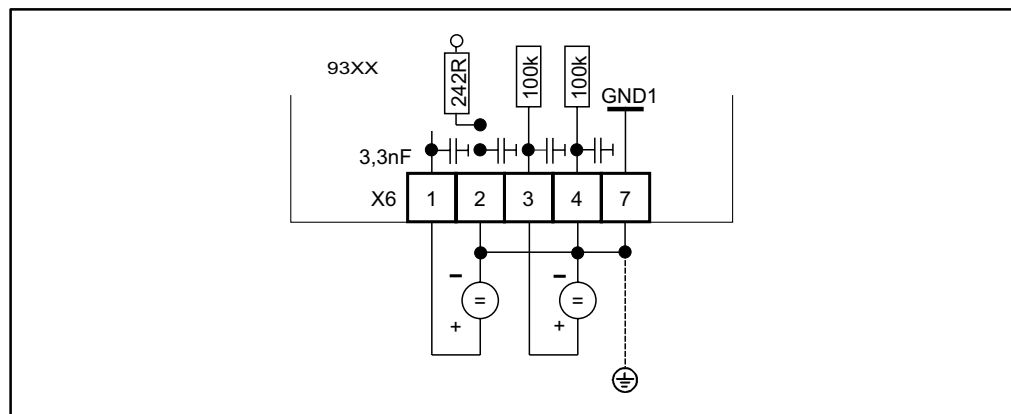 93XX
242R
100k
100k
GND1
3,3nF
X6 1 2 3 4 7
− −
= =
+ +